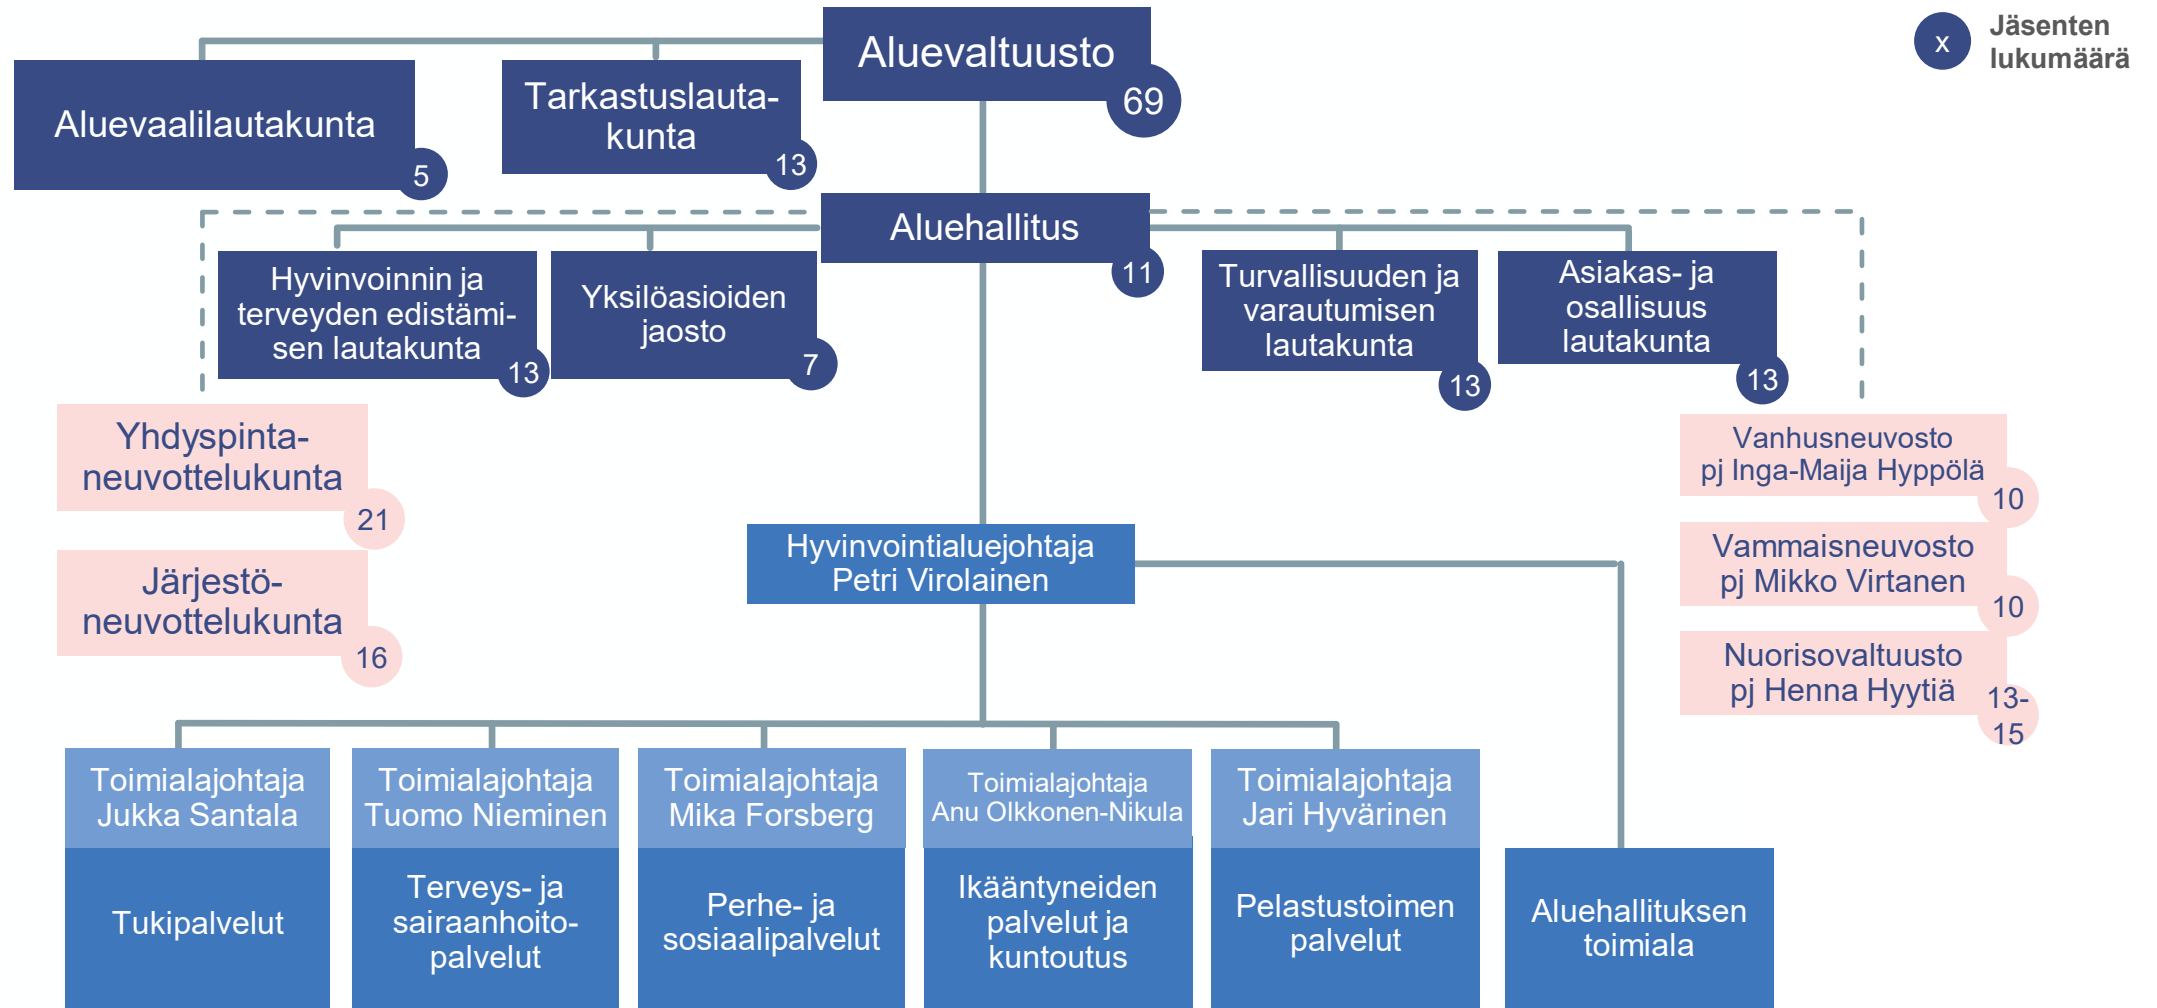 Aluevaltuusto
69
x
Jäsenten
lukumäärä
Aluevaalilautakunta
5
Tarkastuslauta-
kunta
13
Aluehallitus
11
Hyvinvoinnin ja
terveyden edistämi-
sen lautakunta
13
Yksilöasioiden
jaosto
7
Turvallisuuden ja
varautumisen
lautakunta
13
Asiakas- ja
osallisuus
lautakunta
13
Yhdyspinta-
neuvottelukunta
21
Järjestö-
neuvottelukunta
16
Vanhusneuvosto
pj Inga-Maija Hyppölä
10
Vammaisneuvosto
pj Mikko Virtanen
10
Nuorisovaltuusto
pj Henna Hyytiä
13-
15
Hyvinvointialuejohtaja
Petri Virolainen
Toimialajohtaja
Jukka Santala
Tukipalvelut
Toimialajohtaja
Tuomo Nieminen
Terveys- ja
sairaanhoito-
palvelut
Toimialajohtaja
Mika Forsberg
Perhe- ja
sosiaalipalvelut
Toimialajohtaja
Anu Olkkonen-Nikula
Ikääntyneiden
palvelut ja
kuntoutus
Toimialajohtaja
Jari Hyvärinen
Pelastustoimen
palvelut
Aluehallituksen
toimiala